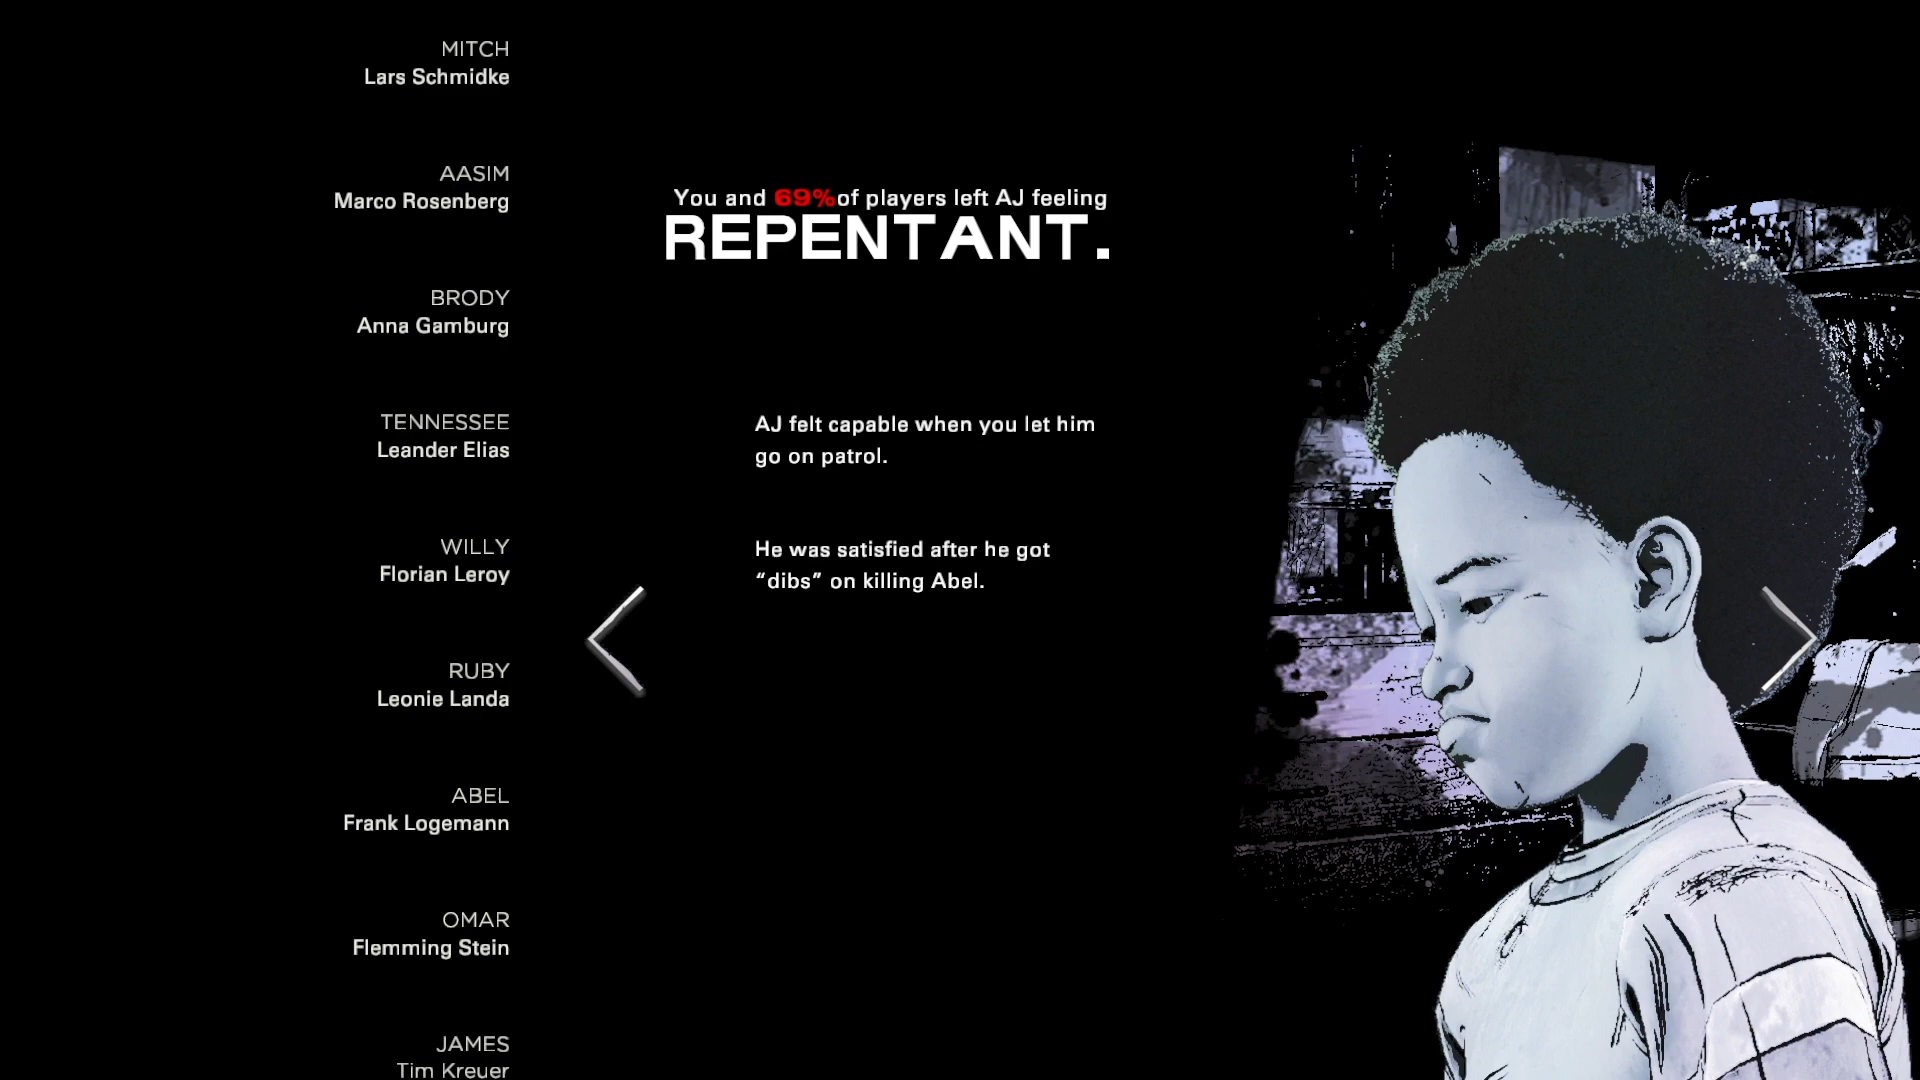 MITCH
Lars Schmidke
AASIM
Marco Rosenberg
BRODY
Anna Gamburg
TENNESSEE
Leander Elias
WILLY
Florian Leroy
RUBY
Leonie Landa
ABEL
Frank Logemann
OMAR
Flemming Stein
JAMES
Tim Kreuer
You and 69%of players left AJ feeling
REPENTANT.
AJ felt capable when you let him
go on patrol.
He was satisfied after he got
“dibs” on killing Abel.